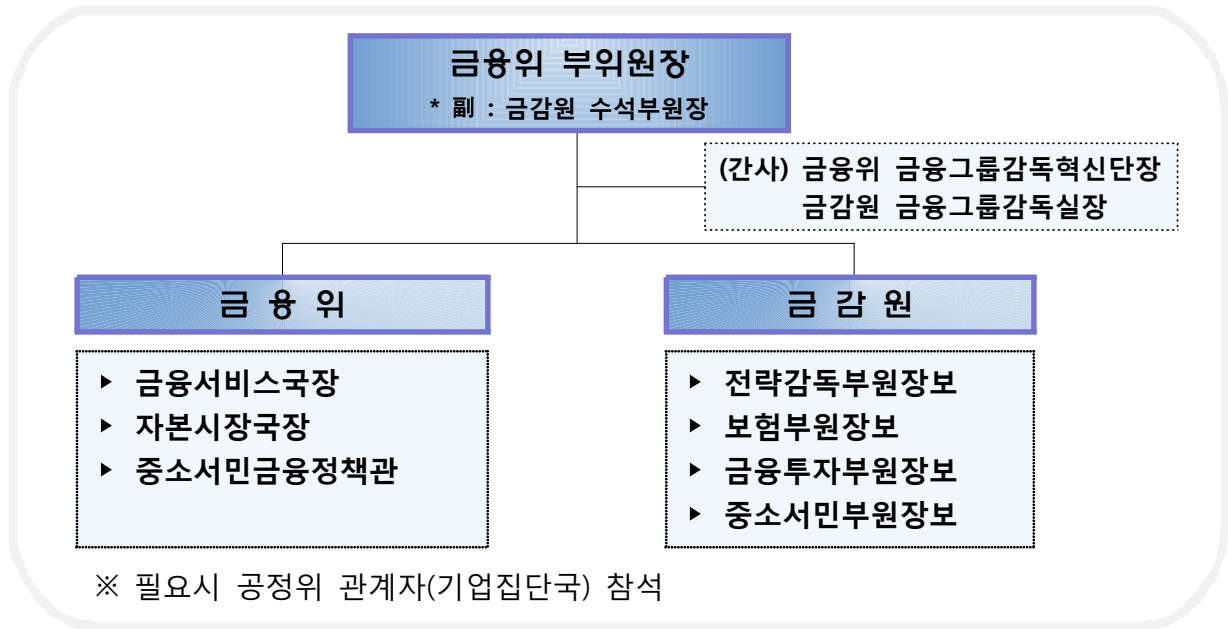 금융위 부위원장
* 副 : 금감원 수석부원장
(간사) 금융위 금융그룹감독혁신단장
금감원 금융그룹감독실장
금 융 위
▶ 금융서비스국장
▶ 자본시장국장
▶ 중소서민금융정책관
금 감 원
▶ 전략감독부원장보
▶ 보험부원장보
▶ 금융투자부원장보
▶ 중소서민부원장보
※ 필요시 공정위 관계자(기업집단국) 참석